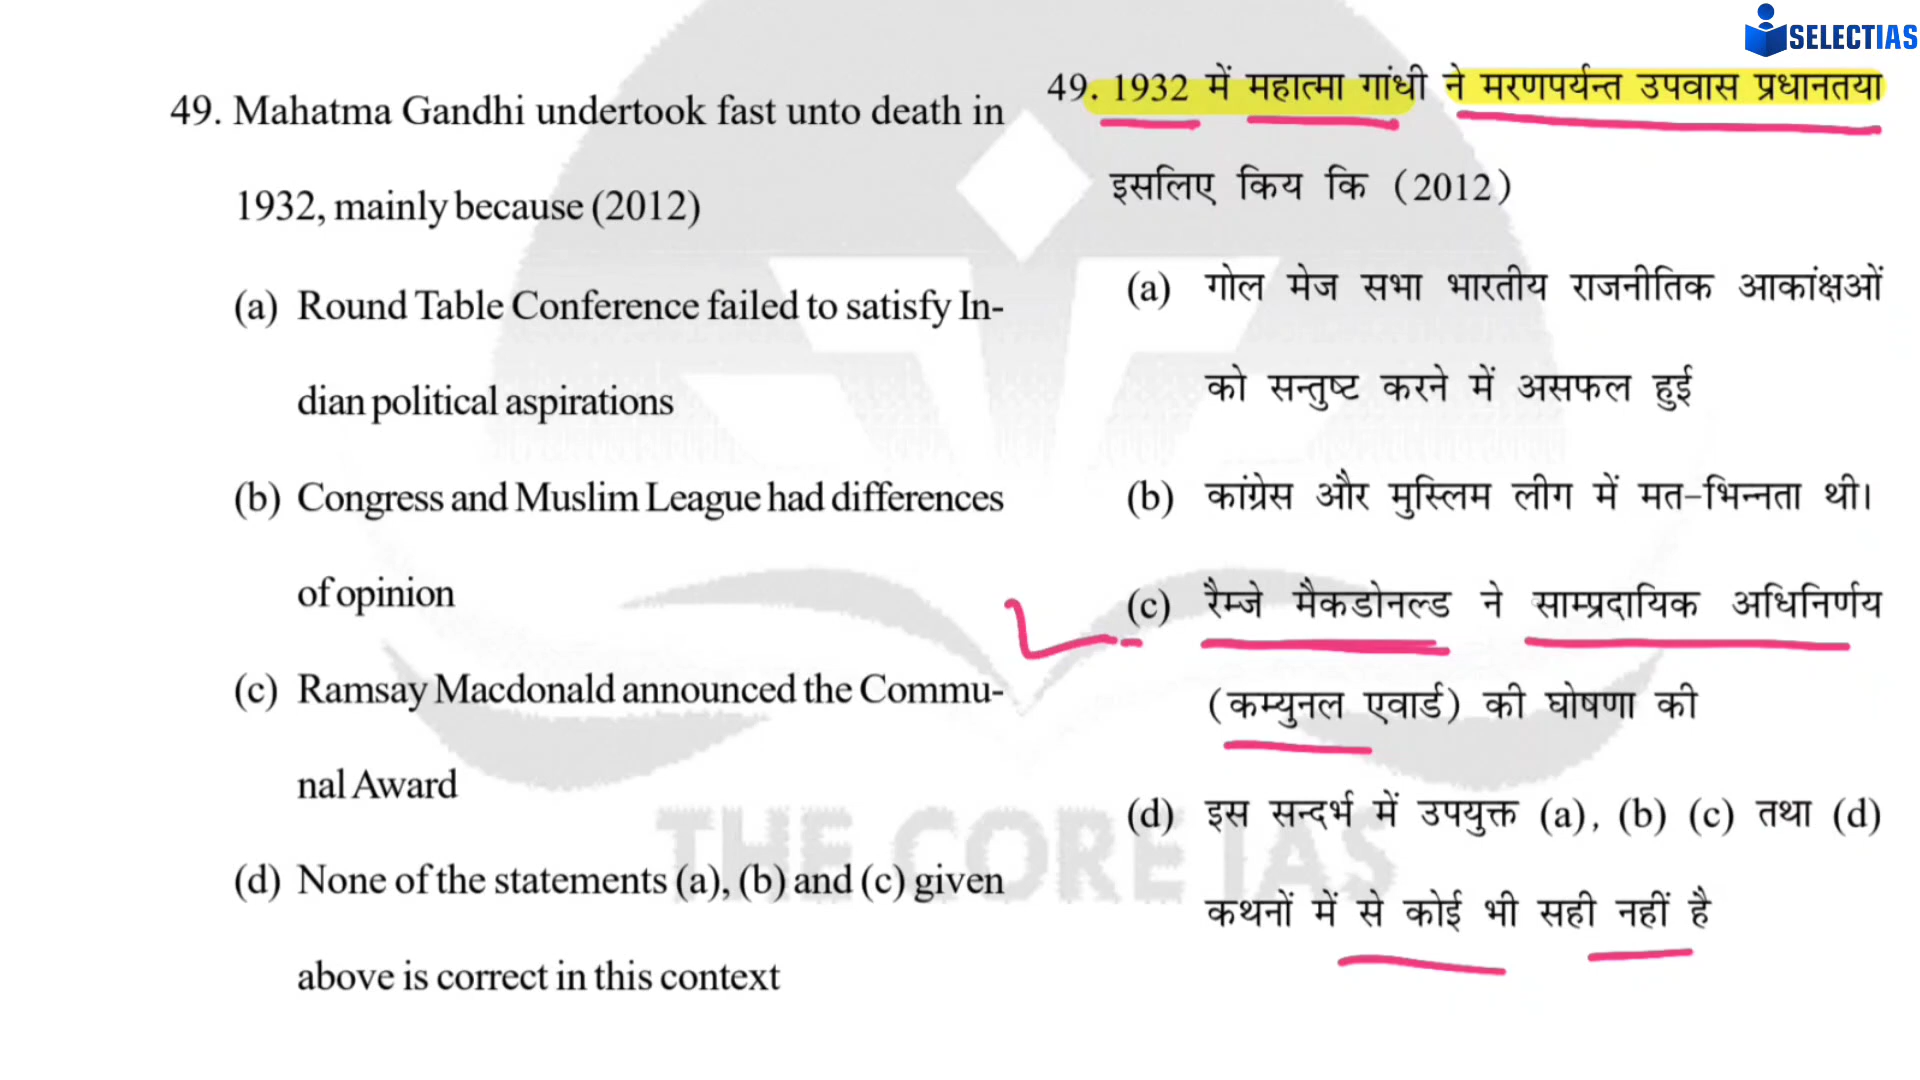 SELECTIAS
49. Mahatma Gandhi undertook fast unto death in
1932, mainly because (2012)
(a) Round Table Conference failed to satisfy In-
dian political aspirations
(b) Congress and Muslim League had differences
of opinion
(c) Ramsay Macdonald announced the Commu-
nal Award
(d) None of the statements (a), (b) and (c) given
above is correct in this context
49. 1932 में महात्मा गांधी ने मरणपर्यन्त उपवास प्रधानतया
इसलिए किय कि (2012)
(a) गोल मेज सभा भारतीय राजनीतिक आकांक्षओं
को सन्तुष्ट करने में असफल हुई
(b) कांग्रेस और मुस्लिम लीग में मत-भिन्नता थी।
(c) रैम्जे मैकडोनल्ड ने साम्प्रदायिक अधिनिर्णय
(कम्युनल एवार्ड) की घोषणा की
(d) इस सन्दर्भ में उपयुक्त (a), (b) (c) तथा (d)
कथनों में से कोई भी सही नहीं है
THE CORE IAS